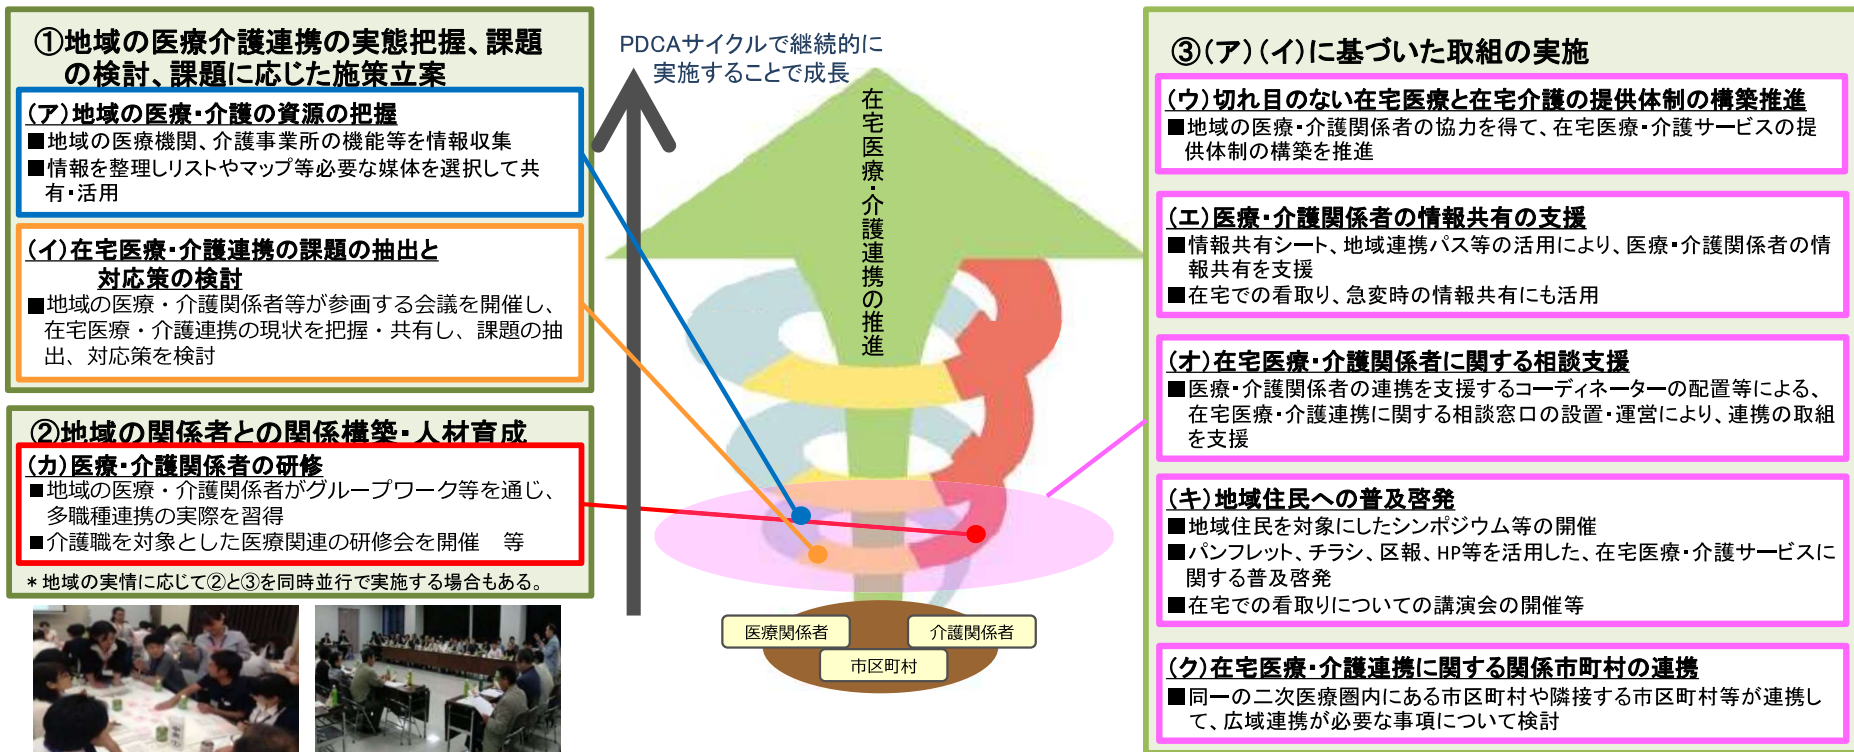 ①地域の医療介護連携の実態把握、課題
の検討、課題に応じた施策立案
(ア)地域の医療・介護の資源の把握
■地域の医療機関、介護事業所の機能等を情報収集
■情報を整理しリストやマップ等必要な媒体を選択して共
有・活用
(イ)在宅医療・介護連携の課題の抽出と
対応策の検討
■地域の医療・介護関係者等が参画する会議を開催し、
在宅医療・介護連携の現状を把握・共有し、課題の抽
出、対応策を検討
②地域の関係者との関係構築・人材育成
(カ)医療・介護関係者の研修
■地域の医療・介護関係者がグループワーク等を通じ、
多職種連携の実際を習得
■介護職を対象とした医療関連の研修会を開催　等
*地域の実情に応じて②と③を同時並行で実施する場合もある。
PDCAサイクルで継続的に
実施することで成長
在宅医療・介護連携の推進
医療関係者
介護関係者
市区町村
③(ア)(イ)に基づいた取組の実施
(ウ)切れ目のない在宅医療と在宅介護の提供体制の構築推進
■地域の医療・介護関係者の協力を得て、在宅医療・介護サービスの提
供体制の構築を推進
(エ)医療・介護関係者の情報共有の支援
■情報共有シート、地域連携パス等の活用により、医療・介護関係者の情
報共有を支援
■在宅での看取り、急変時の情報共有にも活用
(オ)在宅医療・介護関係者に関する相談支援
■医療・介護関係者の連携を支援するコーディネーターの配置等による、
在宅医療・介護連携に関する相談窓口の設置・運営により、連携の取組
を支援
(キ)地域住民への普及啓発
■地域住民を対象にしたシンポジウム等の開催
■パンフレット、チラシ、区報、HP等を活用した、在宅医療・介護サービスに
関する普及啓発
■在宅での看取りについての講演会の開催等
(ク)在宅医療・介護連携に関する関係市町村の連携
■同一の二次医療圏内にある市区町村や隣接する市区町村等が連携し
て、広域連携が必要な事項について検討